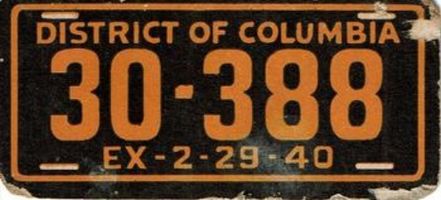 DISTRICT OF COLUMBIA
30-388
EX-2-29-40